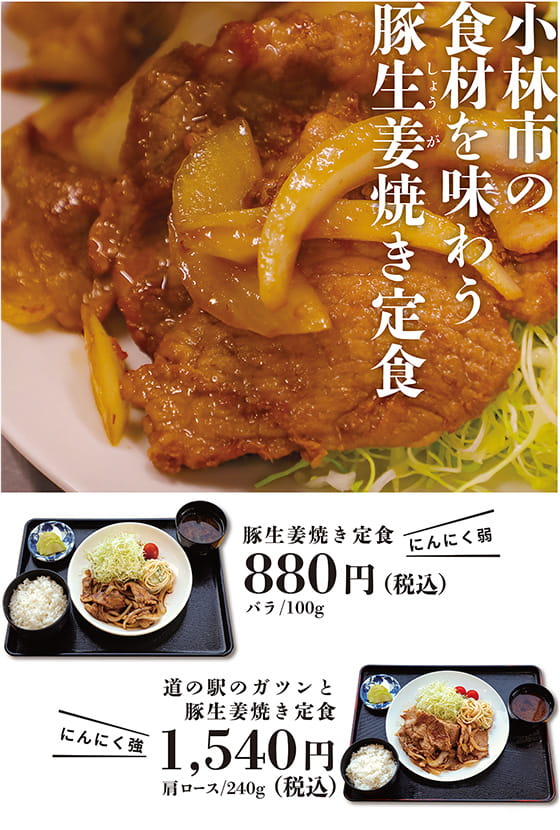 小林市の
食材を味わう
豚生姜焼き定食
しょうが
豚生姜焼き定食
にんにく弱
880円（税込）
バラ/100g
道の駅のガツンと
豚生姜焼き定食
にんにく強
1,540円
肩ロース/240g（税込）